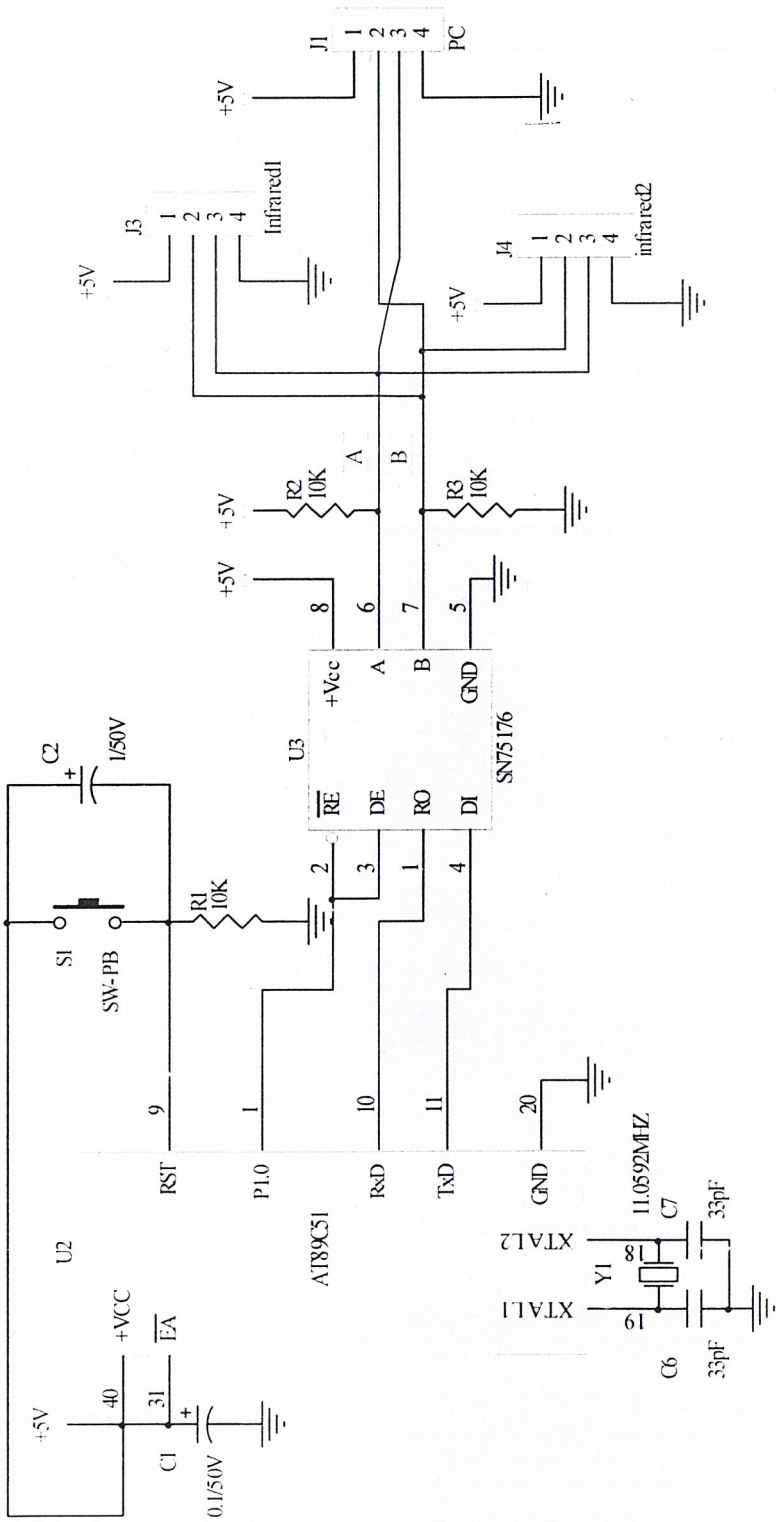 +5V
40
+VCC
31
EA
C1
+
0.1/50V
U2
AT89C51
RST
9
P1.0
1
RxD
10
TxD
11
GND
20
XTAL1
19
XTAL2
18
Y1
11.0592MHZ
C6
33pF
C7
33pF
S1
SW-PB
C2
+
1/50V
R1
10K
U3
2
RE
3
DE
1
RO
4
DI
+Vcc
8
A
6
B
7
GND
5
SN75176
+5V
+5V
R2
10K
A
B
R3
10K
+5V
J3
1
2
3
4
Infrared1
+5V
J4
1
2
3
4
infrared2
+5V
J1
1
2
3
4
PC